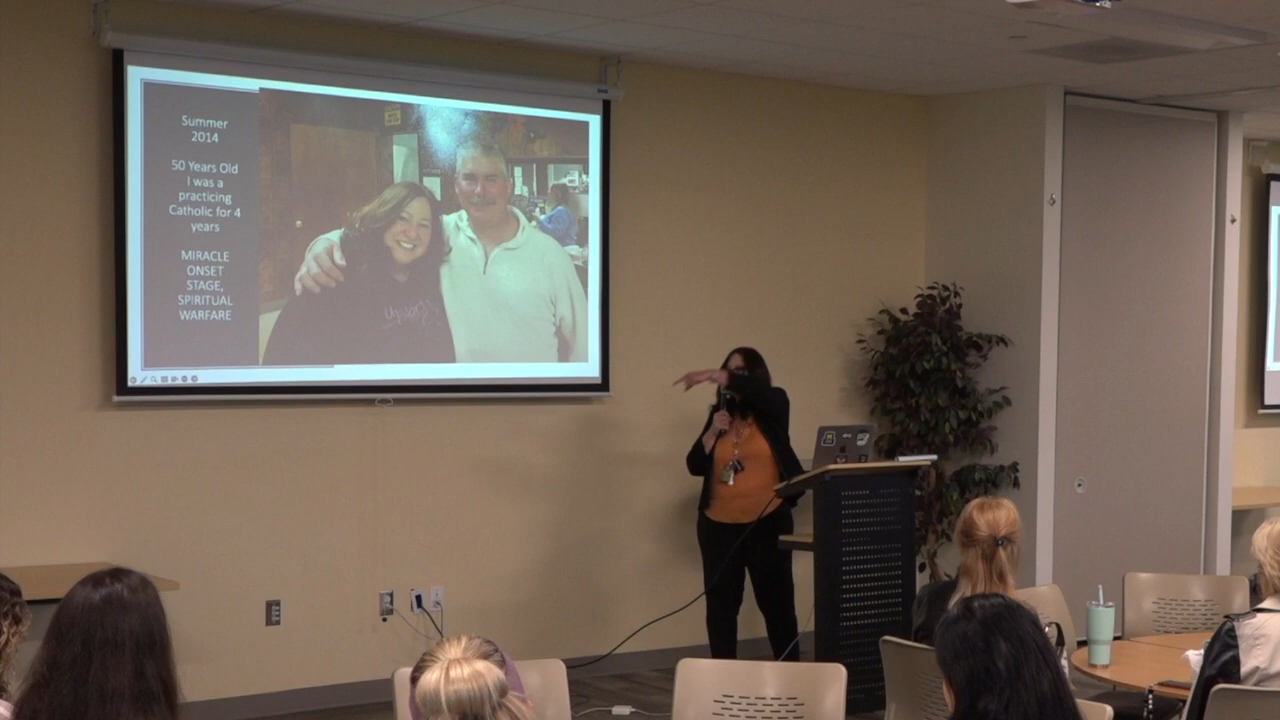 Summer
2014
50 Years Old
I was a
practicing
Catholic for 4
years
MIRACLE
ONSET
STAGE,
SPIRITUAL
WARFARE